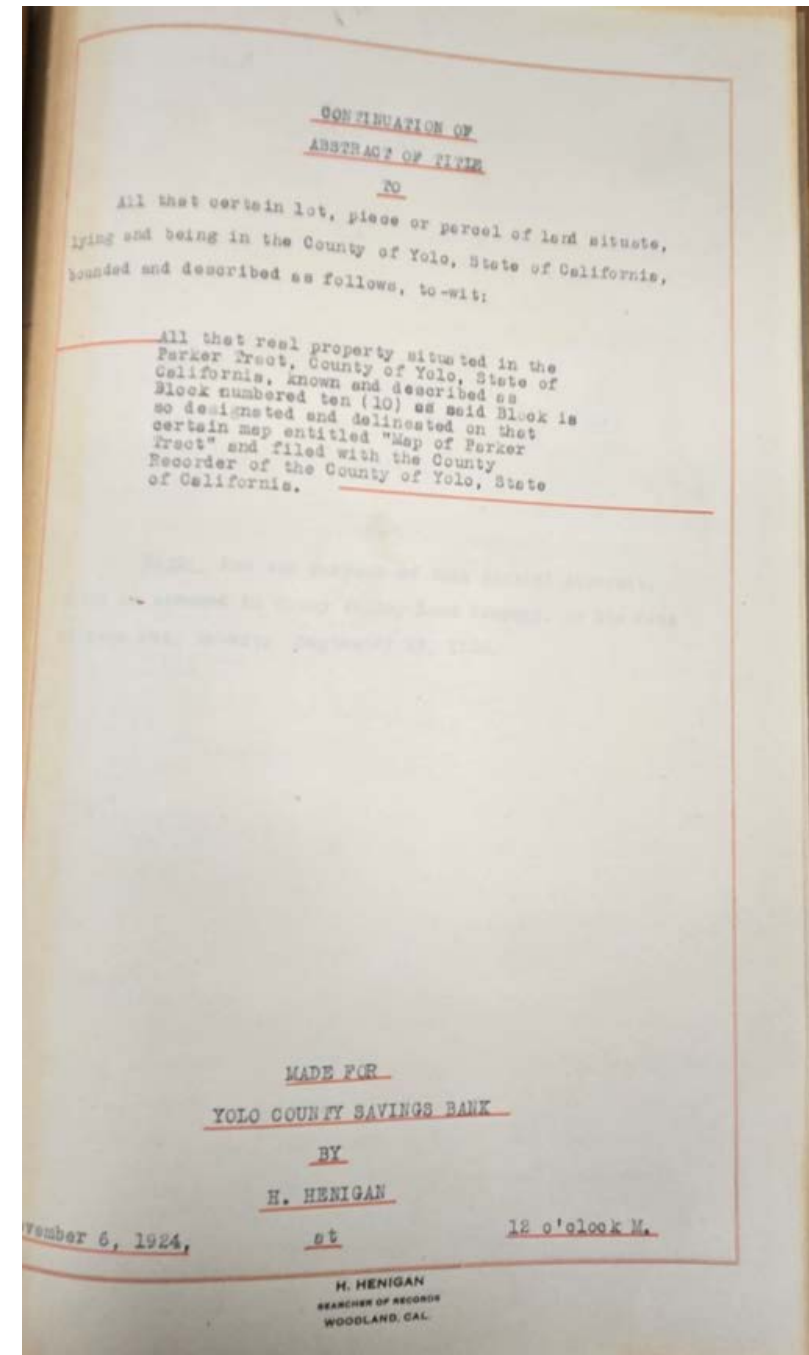 CONTINUATION OF
ABSTRACT OF TITLE
TO
All that certain lot, piece or parcel of land situate,
lying and being in the County of Yolo, State of California,
bounded and described as follows, to-wit:
All that real property situated in the
Parker Tract, County of Yolo, State of
California, known and described as
Block numbered ten (10) as said Block is
so designated and delineated on that
certain map entitled "Map of Parker
Tract" and filed with the County
Recorder of the County of Yolo, State
of California.
MADE FOR
YOLO COUNTY SAVINGS BANK
BY
H. HENIGAN
vember 6, 1924, at 12 o'clock M.
H. HENIGAN
SEARCHER OF RECORDS
WOODLAND, CAL.